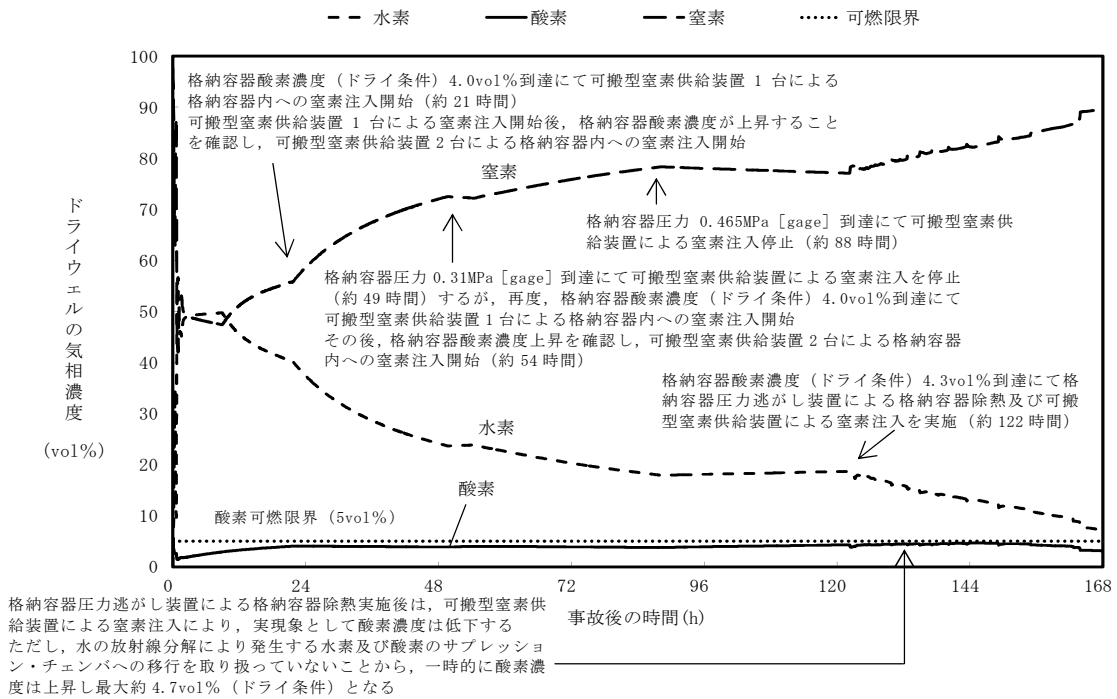 水素 酸素 窒素 可燃限界
100
90
80
70
60
50
40
30
20
10
0
ドライウェルの気相濃度
(vol%)
格納容器酸素濃度（ドライ条件）4.0vol%到達にて可搬型窒素供給装置 1 台による
格納容器内への窒素注入開始（約 21 時間）
可搬型窒素供給装置 1 台による窒素注入開始後，格納容器酸素濃度が上昇すること
を確認し，可搬型窒素供給装置 2 台による格納容器内への窒素注入開始
窒素
格納容器圧力 0.465MPa［gage］到達にて可搬型窒素供
給装置による窒素注入停止（約 88 時間）
格納容器圧力 0.31MPa［gage］到達にて可搬型窒素供給装置による窒素注入を停止
（約 49 時間）するが，再度，格納容器酸素濃度（ドライ条件）4.0vol%到達にて
可搬型窒素供給装置 1 台による格納容器内への窒素注入開始
その後，格納容器酸素濃度上昇を確認し，可搬型窒素供給装置 2 台による格納容器
内への窒素注入開始（約 54 時間）
格納容器酸素濃度（ドライ条件）4.3vol%到達にて格
納容器圧力逃がし装置による格納容器除熱及び可搬
型窒素供給装置による窒素注入を実施（約 122 時間）
水素
酸素
酸素可燃限界（5vol%）
0 24 48 72 96 120 144 168
事故後の時間(h)
格納容器圧力逃がし装置による格納容器除熱実施後は，可搬型窒素供
給装置による窒素注入により，実現象として酸素濃度は低下する
ただし，水の放射線分解により発生する水素及び酸素のサプレッショ
ン・チェンバへの移行を取り扱っていないことから，一時的に酸素濃
度は上昇し最大約 4.7vol%（ドライ条件）となる